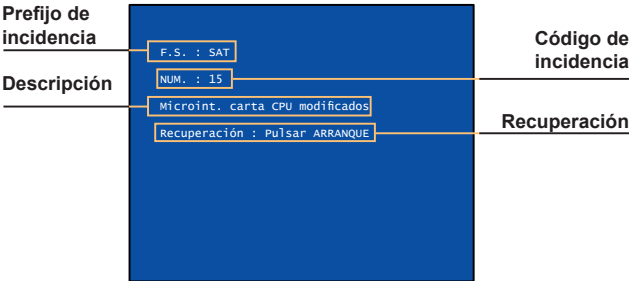 Prefijo de
incidencia
Descripción
F.S. : SAT
NUM. : 15
Microint. carta CPU modificados
Recuperación : Pulsar ARRANQUE
Código de
incidencia
Recuperación